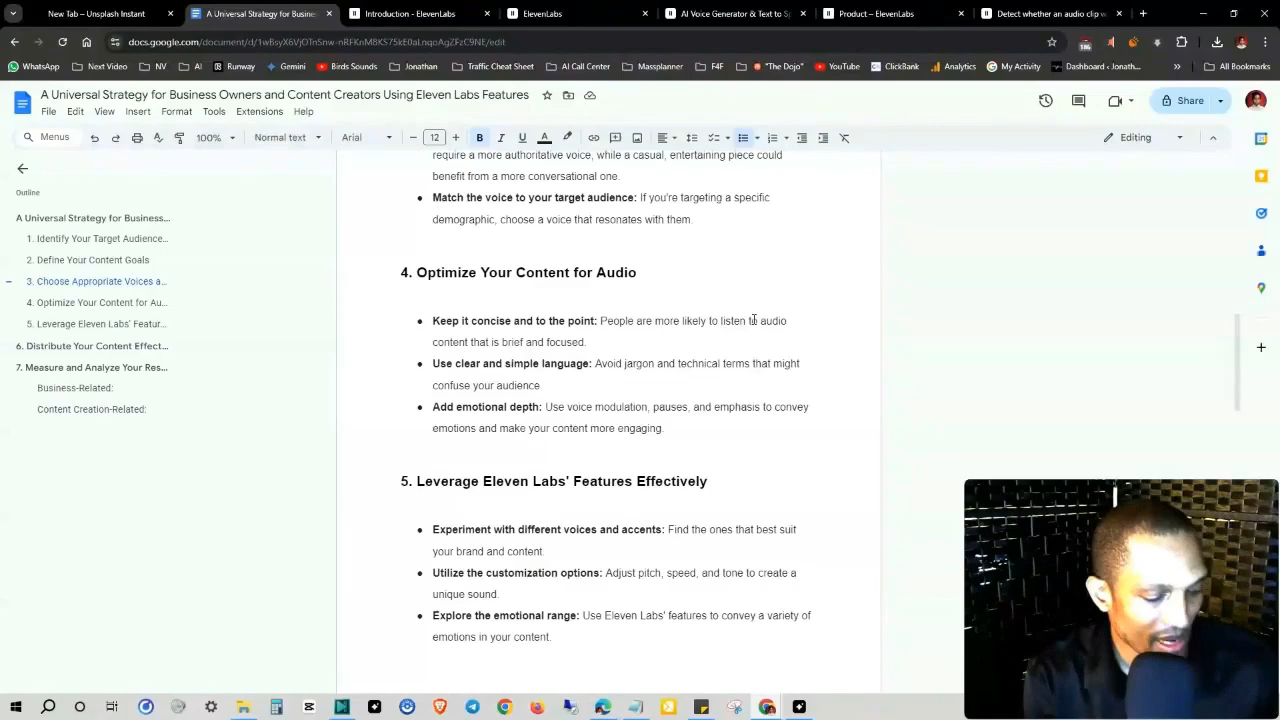 New Tab – Unsplash Instant
A Universal Strategy for Business
Introduction - ElevenLabs
ElevenLabs
AI Voice Generator & Text to Sp
Product – ElevenLabs
Detect whether an audio clip w
docs.google.com/document/d/1wBsyX6VjOTnSnw-nRFKnM8KS75kE0aLnqoAgZFzC9NE/edit
186
WhatsApp
Next Video
NV
AI
Runway
Gemini
Birds Sounds
Jonathan
Traffic Cheat Sheet
AI Call Center
Massplanner
F4F
"The Dojo"
YouTube
ClickBank
Analytics
My Activity
Dashboard ‹ Jonath...
All Bookmarks
A Universal Strategy for Business Owners and Content Creators Using Eleven Labs Features
File Edit View Insert Format Tools Extensions Help
Share
Menus
100%
Normal text
Arial
12
B I U A
Editing
Outline
A Universal Strategy for Business...
1. Identify Your Target Audience...
2. Define Your Content Goals
3. Choose Appropriate Voices a...
4. Optimize Your Content for Au...
5. Leverage Eleven Labs' Featur...
6. Distribute Your Content Effect...
7. Measure and Analyze Your Res...
Business-Related:
Content Creation-Related:
require a more authoritative voice, while a casual, entertaining piece could
benefit from a more conversational one.
● Match the voice to your target audience: If you're targeting a specific
demographic, choose a voice that resonates with them.
4. Optimize Your Content for Audio
● Keep it concise and to the point: People are more likely to listen to audio
content that is brief and focused.
● Use clear and simple language: Avoid jargon and technical terms that might
confuse your audience.
● Add emotional depth: Use voice modulation, pauses, and emphasis to convey
emotions and make your content more engaging.
5. Leverage Eleven Labs' Features Effectively
● Experiment with different voices and accents: Find the ones that best suit
your brand and content.
● Utilize the customization options: Adjust pitch, speed, and tone to create a
unique sound.
● Explore the emotional range: Use Eleven Labs' features to convey a variety of
emotions in your content.